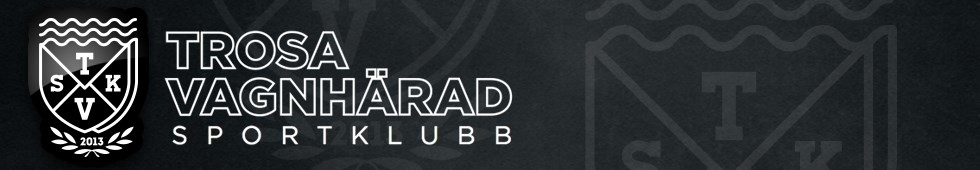 T
S K
V
2013
TROSA
VAGNHÄRAD
SPORTKLUBB
T
S K